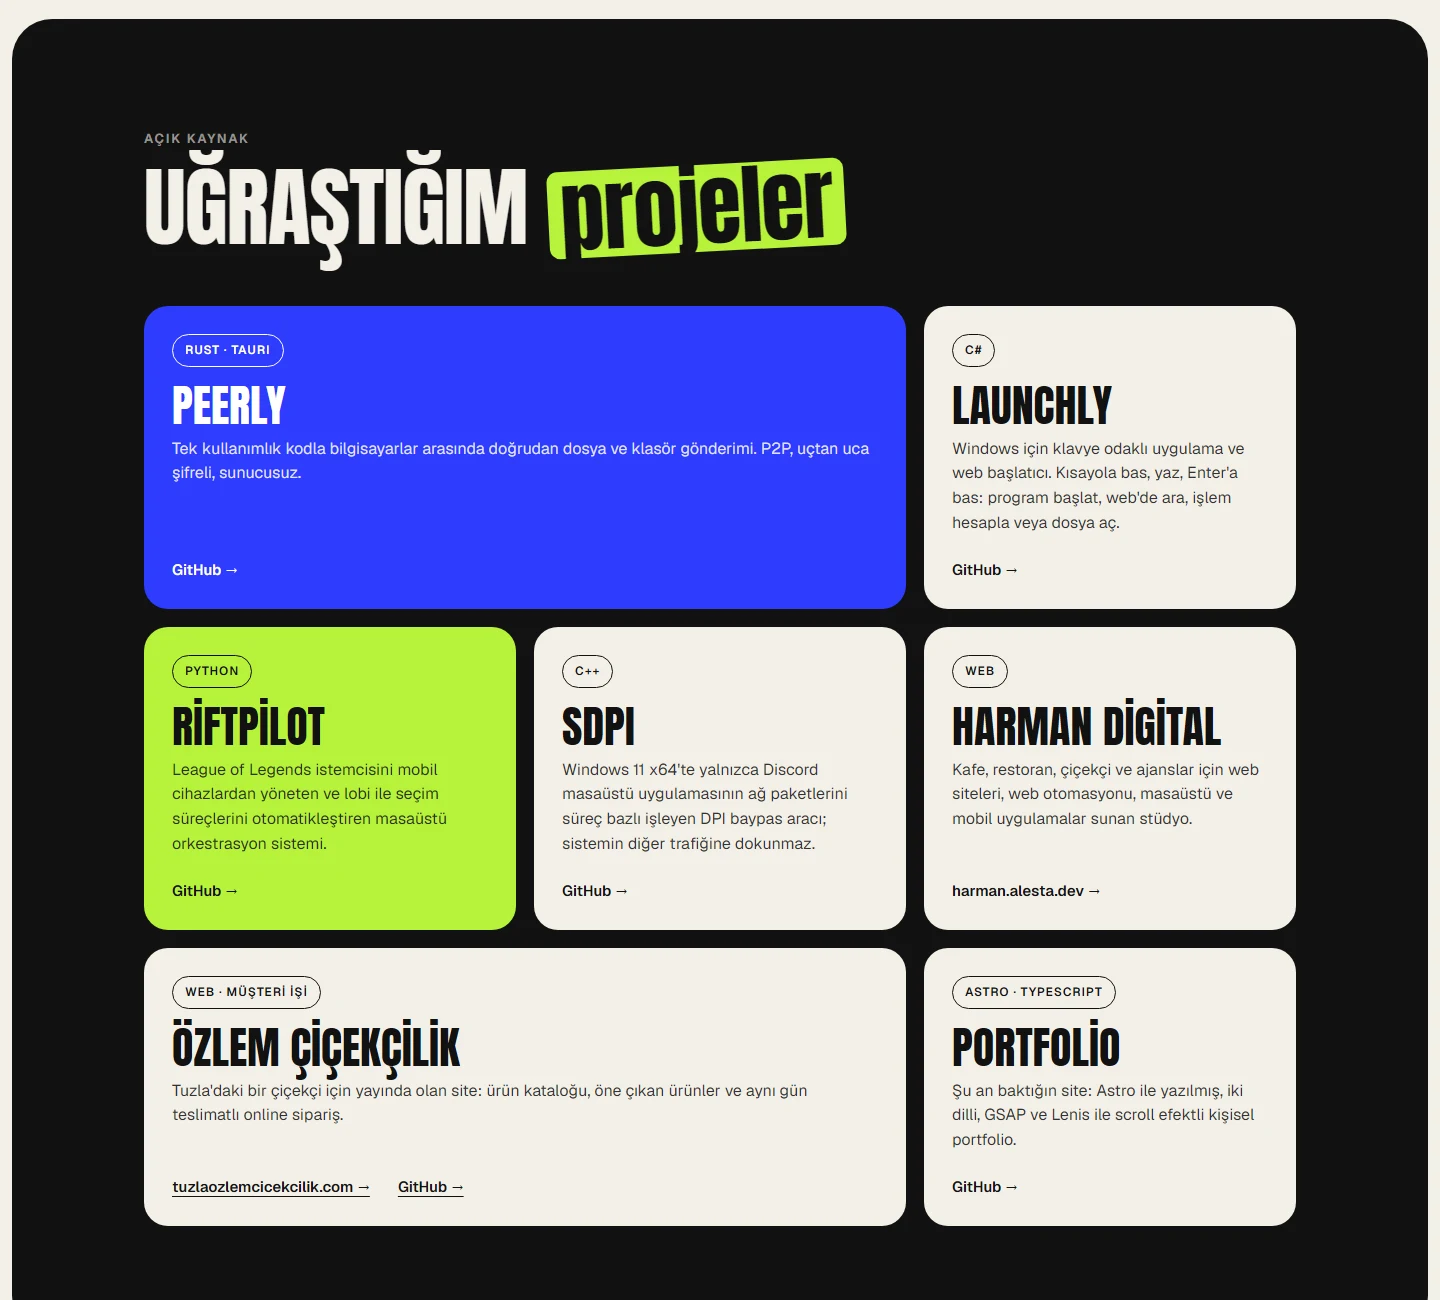 AÇIK KAYNAK
UĞRAŞTIĞIM projeler
RUST · TAURI
PEERLY
Tek kullanımlık kodla bilgisayarlar arasında doğrudan dosya ve klasör gönderimi. P2P, uçtan uca
şifreli, sunucusuz.
GitHub →
C#
LAUNCHLY
Windows için klavye odaklı uygulama ve
web başlatıcı. Kısayola bas, yaz, Enter'a
bas: program başlat, web'de ara, işlem
hesapla veya dosya aç.
GitHub →
PYTHON
RİFTPİLOT
League of Legends istemcisini mobil
cihazlardan yöneten ve lobi ile seçim
süreçlerini otomatikleştiren masaüstü
orkestrasyon sistemi.
GitHub →
C++
SDPI
Windows 11 x64'te yalnızca Discord
masaüstü uygulamasının ağ paketlerini
süreç bazlı işleyen DPI baypas aracı;
sistemin diğer trafiğine dokunmaz.
GitHub →
WEB
HARMAN DİGİTAL
Kafe, restoran, çiçekçi ve ajanslar için web
siteleri, web otomasyonu, masaüstü ve
mobil uygulamalar sunan stüdyo.
harman.alesta.dev →
WEB · MÜŞTERİ İŞİ
ÖZLEM ÇİÇEKÇİLİK
Tuzla'daki bir çiçekçi için yayında olan site: ürün kataloğu, öne çıkan ürünler ve aynı gün
teslimatlı online sipariş.
tuzlaozlemcicekcilik.com → GitHub →
ASTRO · TYPESCRIPT
PORTFOLİO
Şu an baktığın site: Astro ile yazılmış, iki
dilli, GSAP ve Lenis ile scroll efektli kişisel
portfolio.
GitHub →